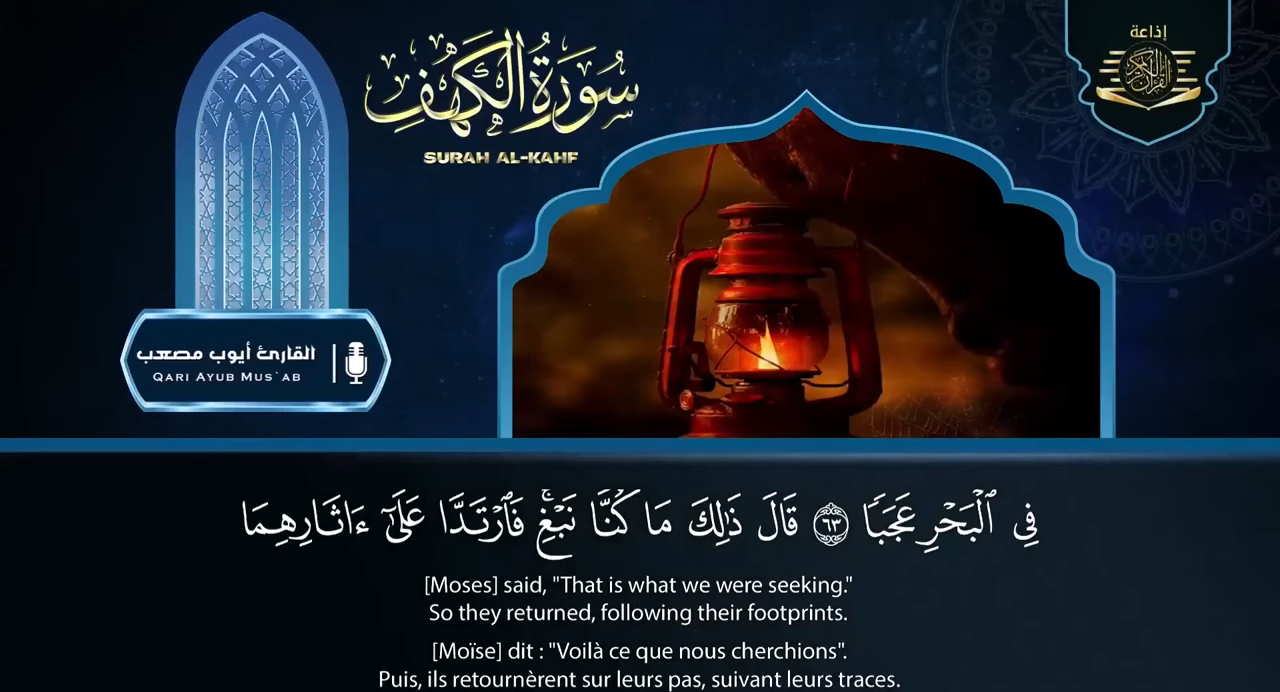 سُورَةُ الكَهْفِ
SURAH AL-KAHF
إذاعة
القرآن الكريم
القارئ أيوب مصعب
QARI AYUB MUS`AB
فِي ٱلْبَحْرِ عَجَبًا ٦٣ قَالَ ذَٰلِكَ مَا كُنَّا نَبْغِ ۚ فَٱرْتَدَّا عَلَىٰٓ ءَاثَارِهِمَا
[Moses] said, "That is what we were seeking."
So they returned, following their footprints.
[Moïse] dit : "Voilà ce que nous cherchions".
Puis, ils retournèrent sur leurs pas, suivant leurs traces.